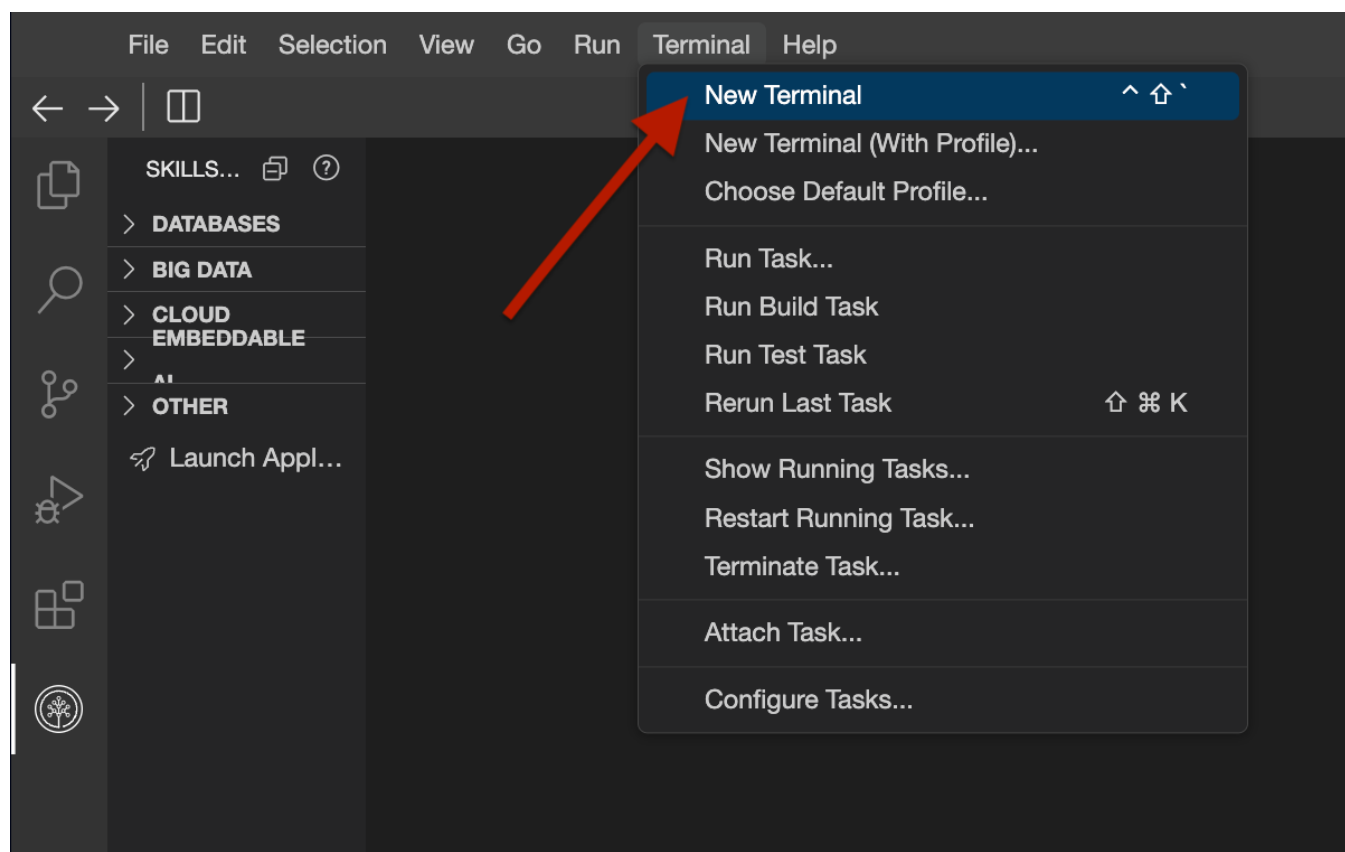 File Edit Selection View Go Run Terminal Help
SKILLS...
DATABASES
BIG DATA
CLOUD
EMBEDDABLE
AI
OTHER
Launch Appl...
New Terminal ^ ⇧ `
New Terminal (With Profile)...
Choose Default Profile...
Run Task...
Run Build Task
Run Test Task
Rerun Last Task ⇧ ⌘ K
Show Running Tasks...
Restart Running Task...
Terminate Task...
Attach Task...
Configure Tasks...